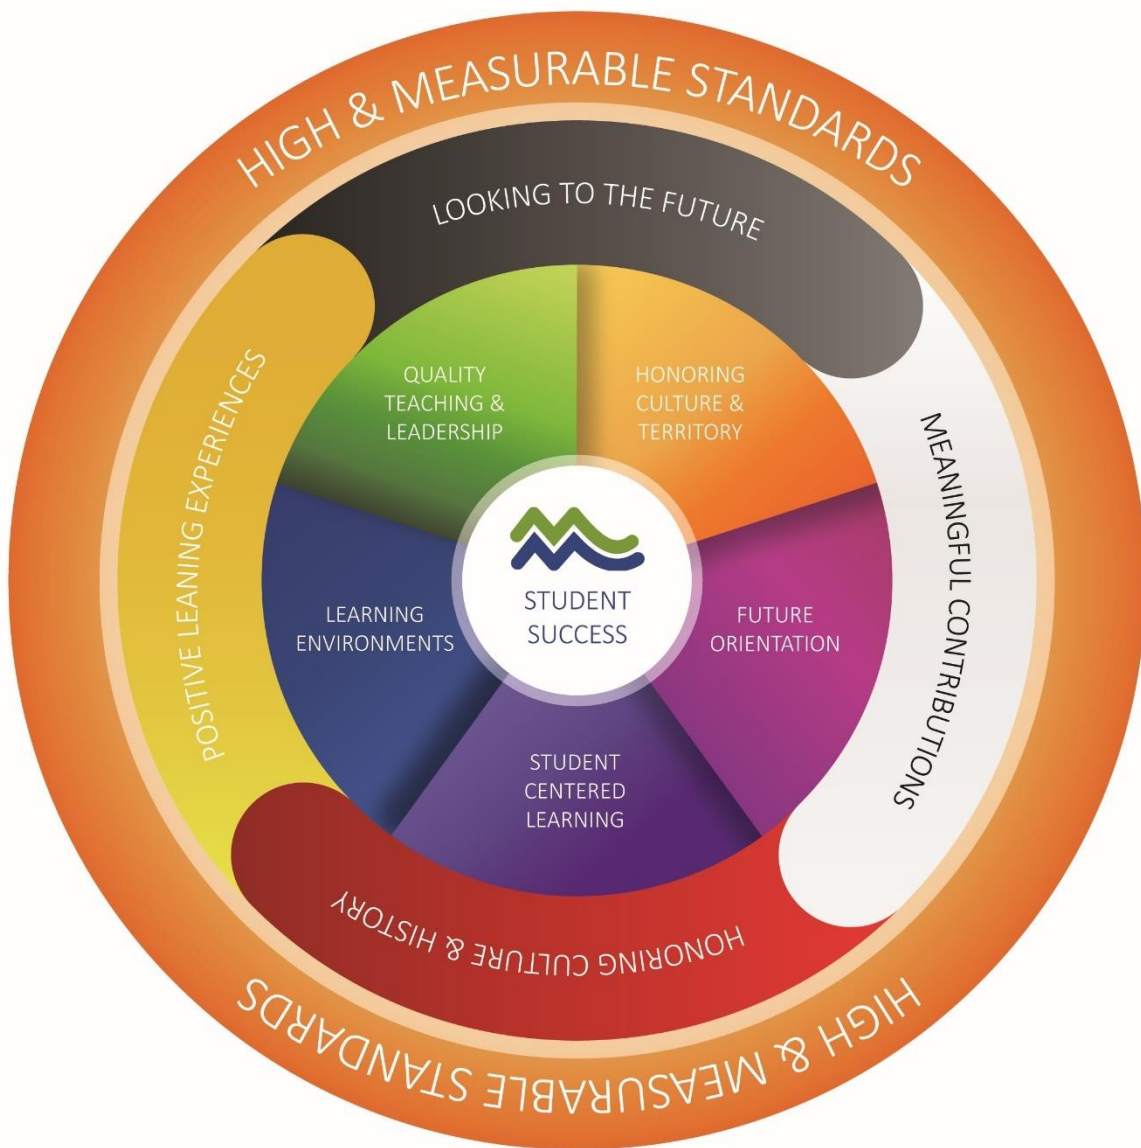 HIGH & MEASURABLE STANDARDS
LOOKING TO THE FUTURE
MEANINGFUL CONTRIBUTIONS
HONORING CULTURE & HISTORY
POSITIVE LEANING EXPERIENCES
QUALITY
TEACHING &
LEADERSHIP
HONORING
CULTURE &
TERRITORY
FUTURE
ORIENTATION
STUDENT
CENTERED
LEARNING
LEARNING
ENVIRONMENTS
STUDENT
SUCCESS
HIGH & MEASURABLE STANDARDS